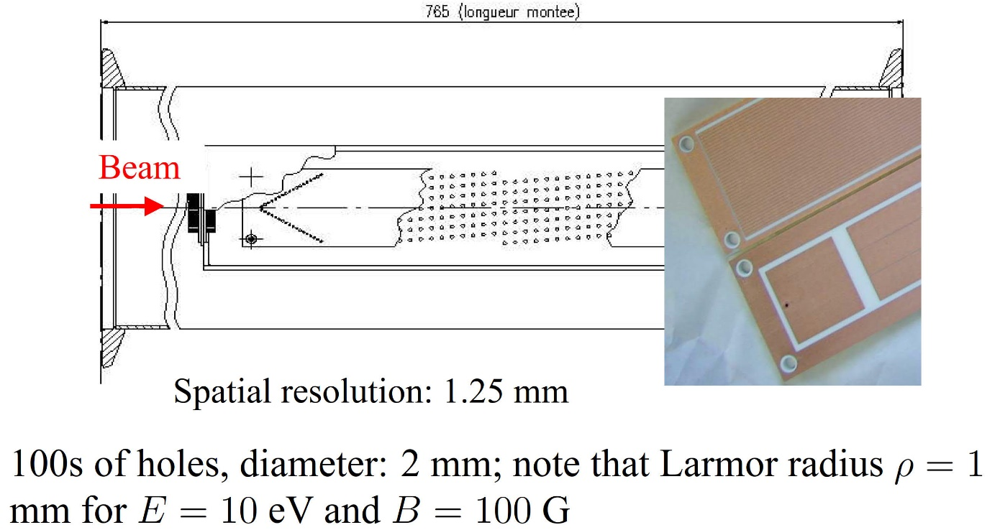 765 (longueur montee)
Beam
Spatial resolution: 1.25 mm
100s of holes, diameter: 2 mm; note that Larmor radius ρ = 1
mm for E = 10 eV and B = 100 G